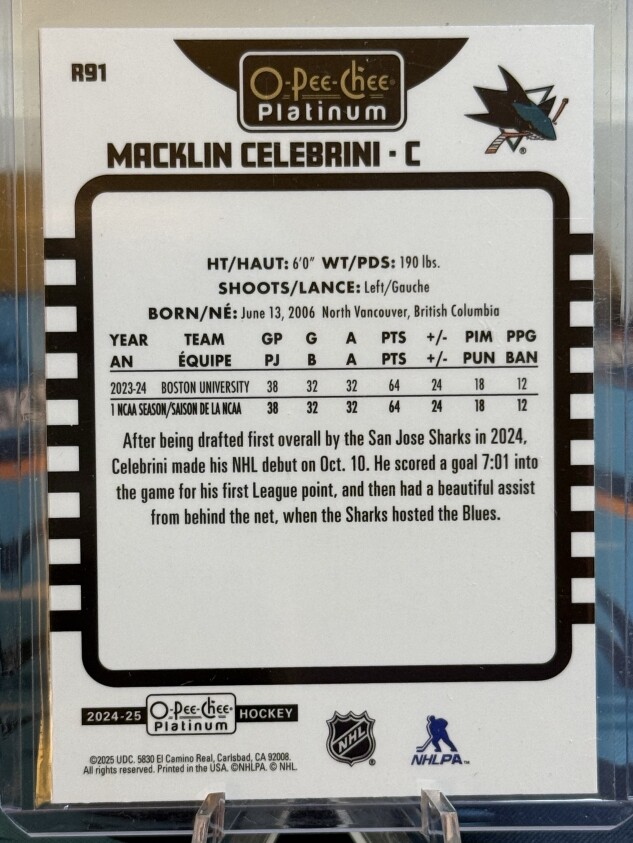 R91
O-Pee-Chee
Platinum
MACKLIN CELEBRINI · C
HT/HAUT: 6'0" WT/PDS: 190 lbs.
SHOOTS/LANCE: Left/Gauche
BORN/NÉ: June 13, 2006 North Vancouver, British Columbia
YEAR TEAM GP G A PTS +/- PIM PPG
AN ÉQUIPE PJ B A PTS +/- PUN BAN
2023-24 BOSTON UNIVERSITY 38 32 32 64 24 18 12
1 NCAA SEASON/SAISON DE LA NCAA 38 32 32 64 24 18 12
After being drafted first overall by the San Jose Sharks in 2024,
Celebrini made his NHL debut on Oct. 10. He scored a goal 7:01 into
the game for his first League point, and then had a beautiful assist
from behind the net, when the Sharks hosted the Blues.
2024-25 O-Pee-Chee HOCKEY
Platinum
NHL ®
NHLPA™
©2025 UDC. 5830 El Camino Real, Carlsbad, CA 92008.
All rights reserved. Printed in the USA. ©NHLPA. © NHL.